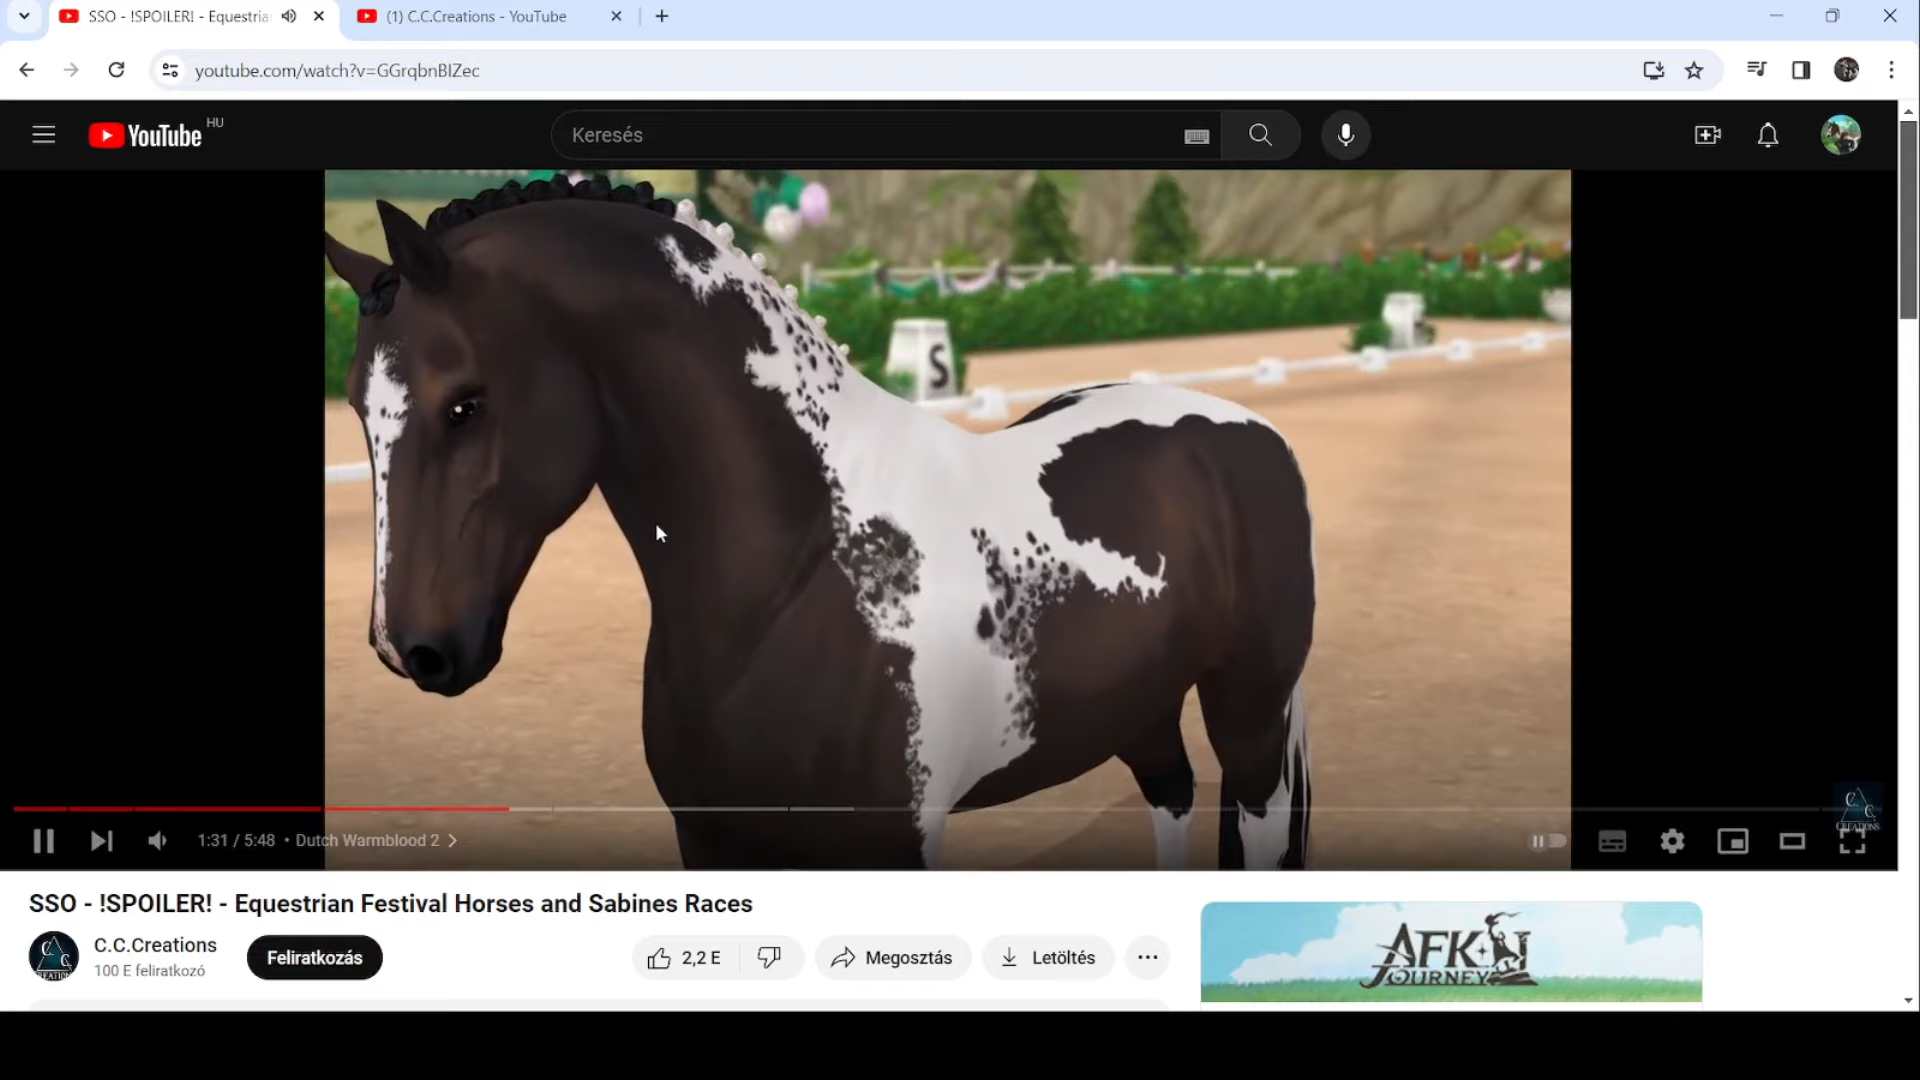 SSO - !SPOILER! - Equestria
(1) C.C.Creations - YouTube
youtube.com/watch?v=GGrqbnBlZec
YouTube HU
Keresés
S
C. C. CREATIONS
1:31 / 5:48 • Dutch Warmblood 2
SSO - !SPOILER! - Equestrian Festival Horses and Sabines Races
C.C.Creations
100 E feliratkozó
Feliratkozás
2,2 E
Megosztás
Letöltés
AFK
JOURNEY